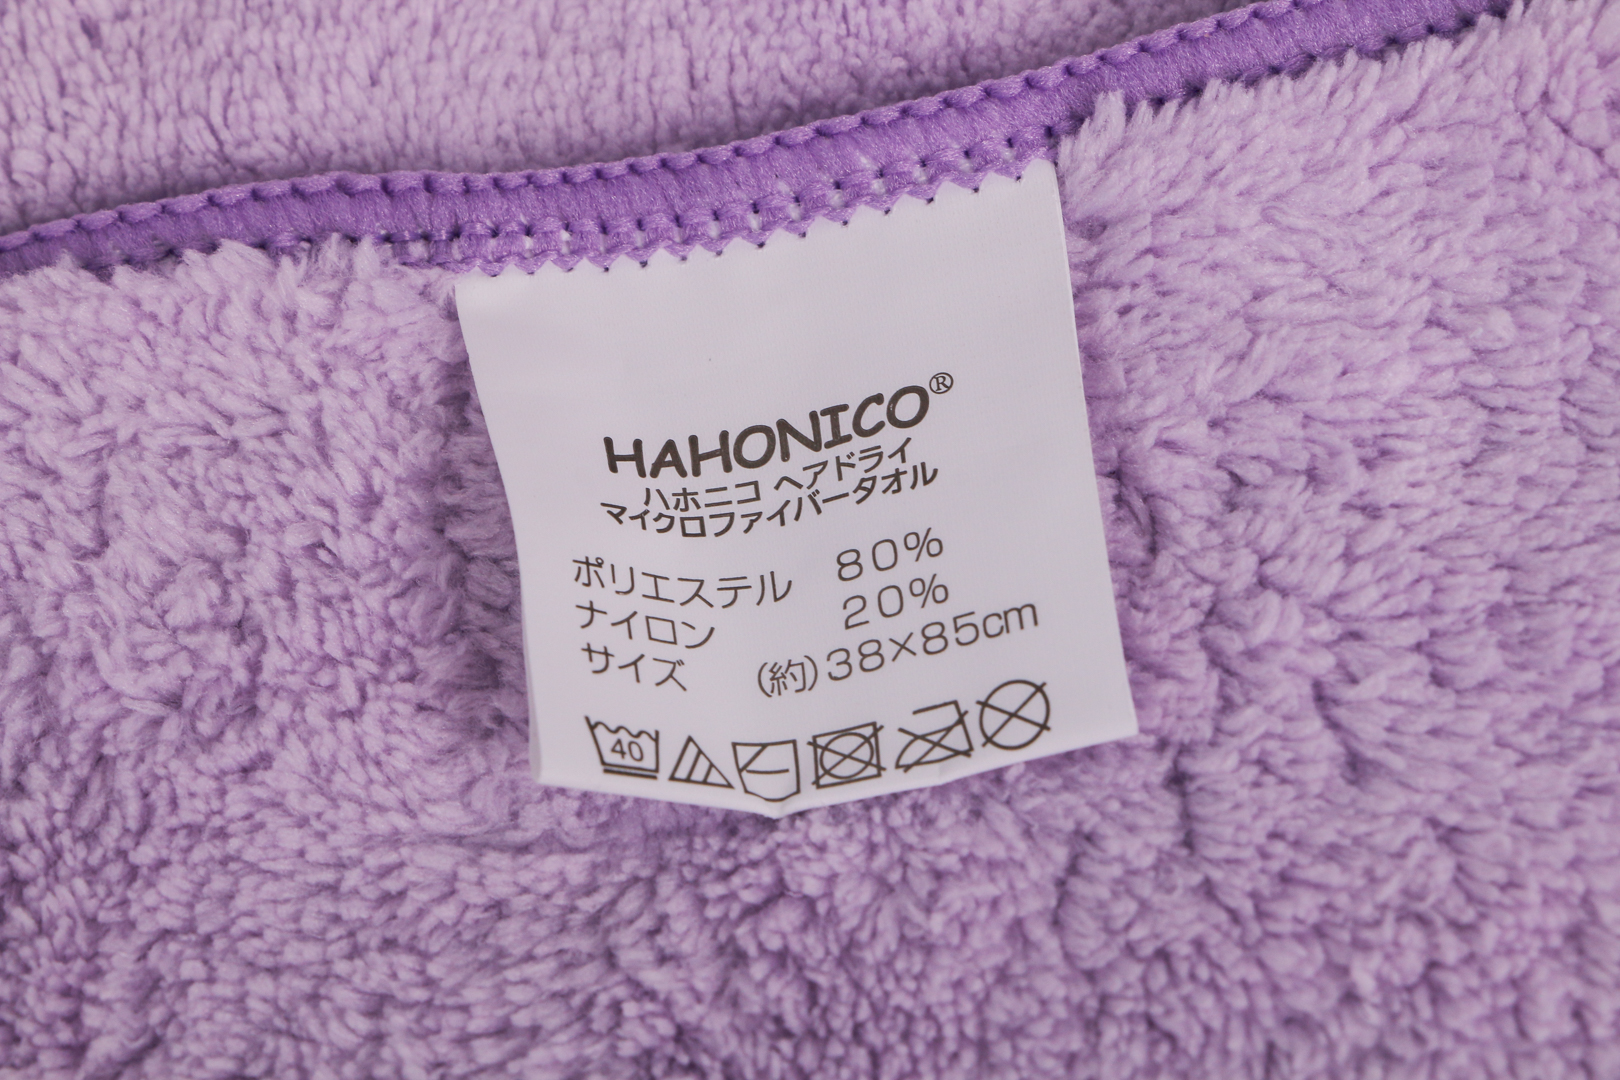 HAHONICO®
ハホニコ ヘアドライ
マイクロファイバータオル
ポリエステル 80%
ナイロン 20%
サイズ (約)38×85cm
40